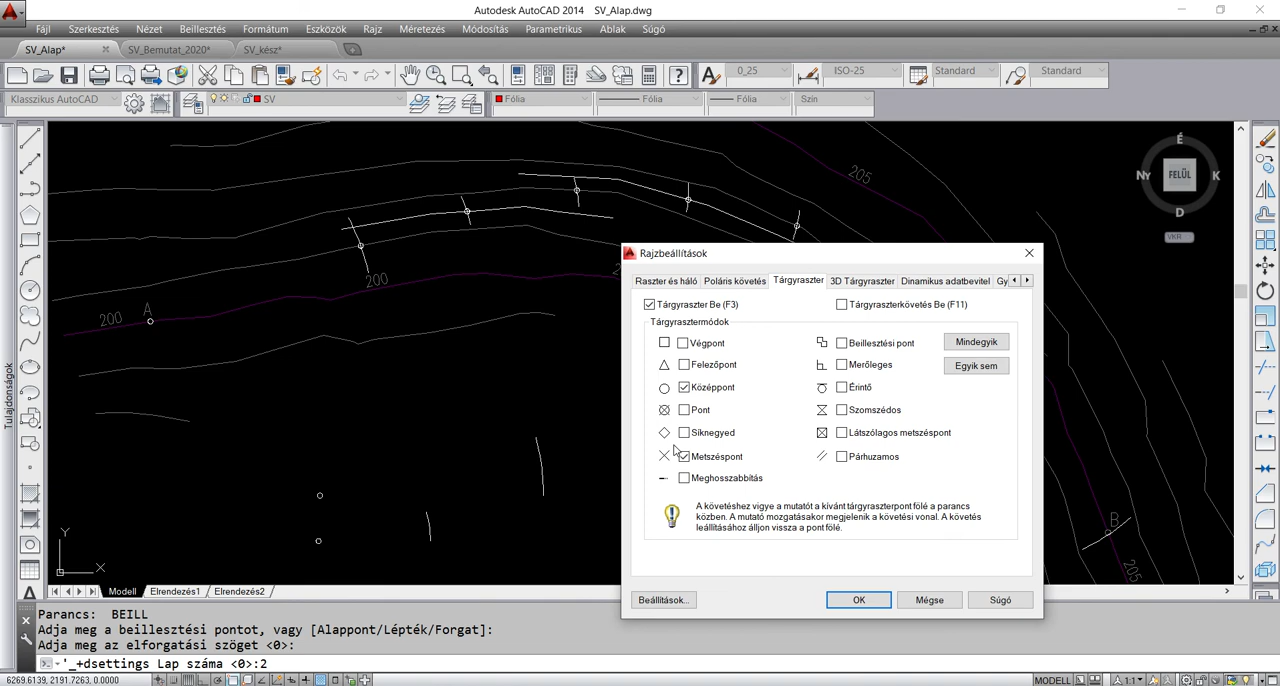 Autodesk AutoCAD 2014 SV_Alap.dwg
Fájl Szerkesztés Nézet Beillesztés Formátum Eszközök Rajz Méretezés Módosítás Parametrikus Ablak Súgó
SV_Alap* SV_Bemutat_2020* SV_kész*
0_25 ISO-25 Standard Standard
Klasszikus AutoCAD SV Fólia Fólia Fólia Szín
205
É
NY FELÜL K
D
VKR
200
A
200
B
205
Tulajdonságok
Rajzbeállítások
Raszter és háló Poláris követés Tárgyraszter 3D Tárgyraszter Dinamikus adatbevitel Gy
Tárgyraszter Be (F3) Tárgyraszterkövetés Be (F11)
Tárgyrasztermódok
Végpont Beillesztési pont Mindegyik
Felezőpont Merőleges Egyik sem
Középpont Érintő
Pont Szomszédos
Síknegyed Látszólagos metszéspont
Metszéspont Párhuzamos
Meghosszabbítás
A követéshez vigye a mutatót a kívánt tárgyraszterpont fölé a parancs
közben. A mutató mozgatásakor megjelenik a követési vonal. A követés
leállításához álljon vissza a pont fölé.
Beállítások... OK Mégse Súgó
Y
X
Modell Elrendezés1 Elrendezés2
Parancs: BEILL
Adja meg a beillesztési pontot, vagy [Alappont/Lépték/Forgat]:
Adja meg az elforgatási szöget <0>:
'_+dsettings Lap száma <0>:2
6269.6139, 2191.7263, 0.0000 MODELL 1:1